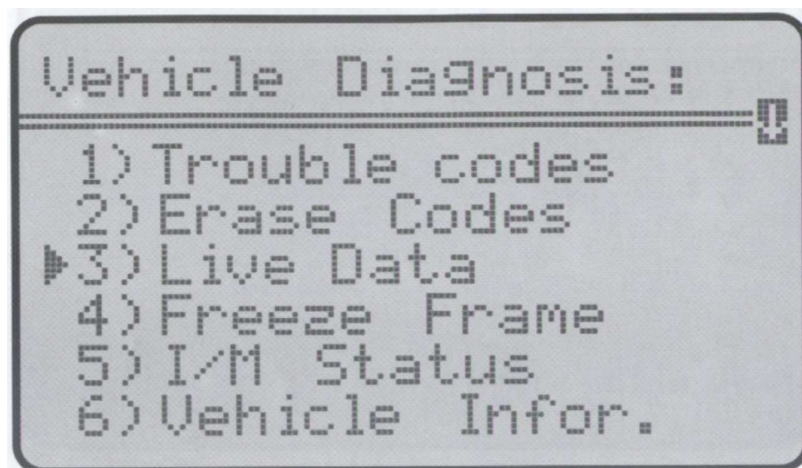 Vehicle Diagnosis:
1)Trouble codes
2)Erase Codes
3)Live Data
4)Freeze Frame
5)I/M Status
6)Vehicle Infor.